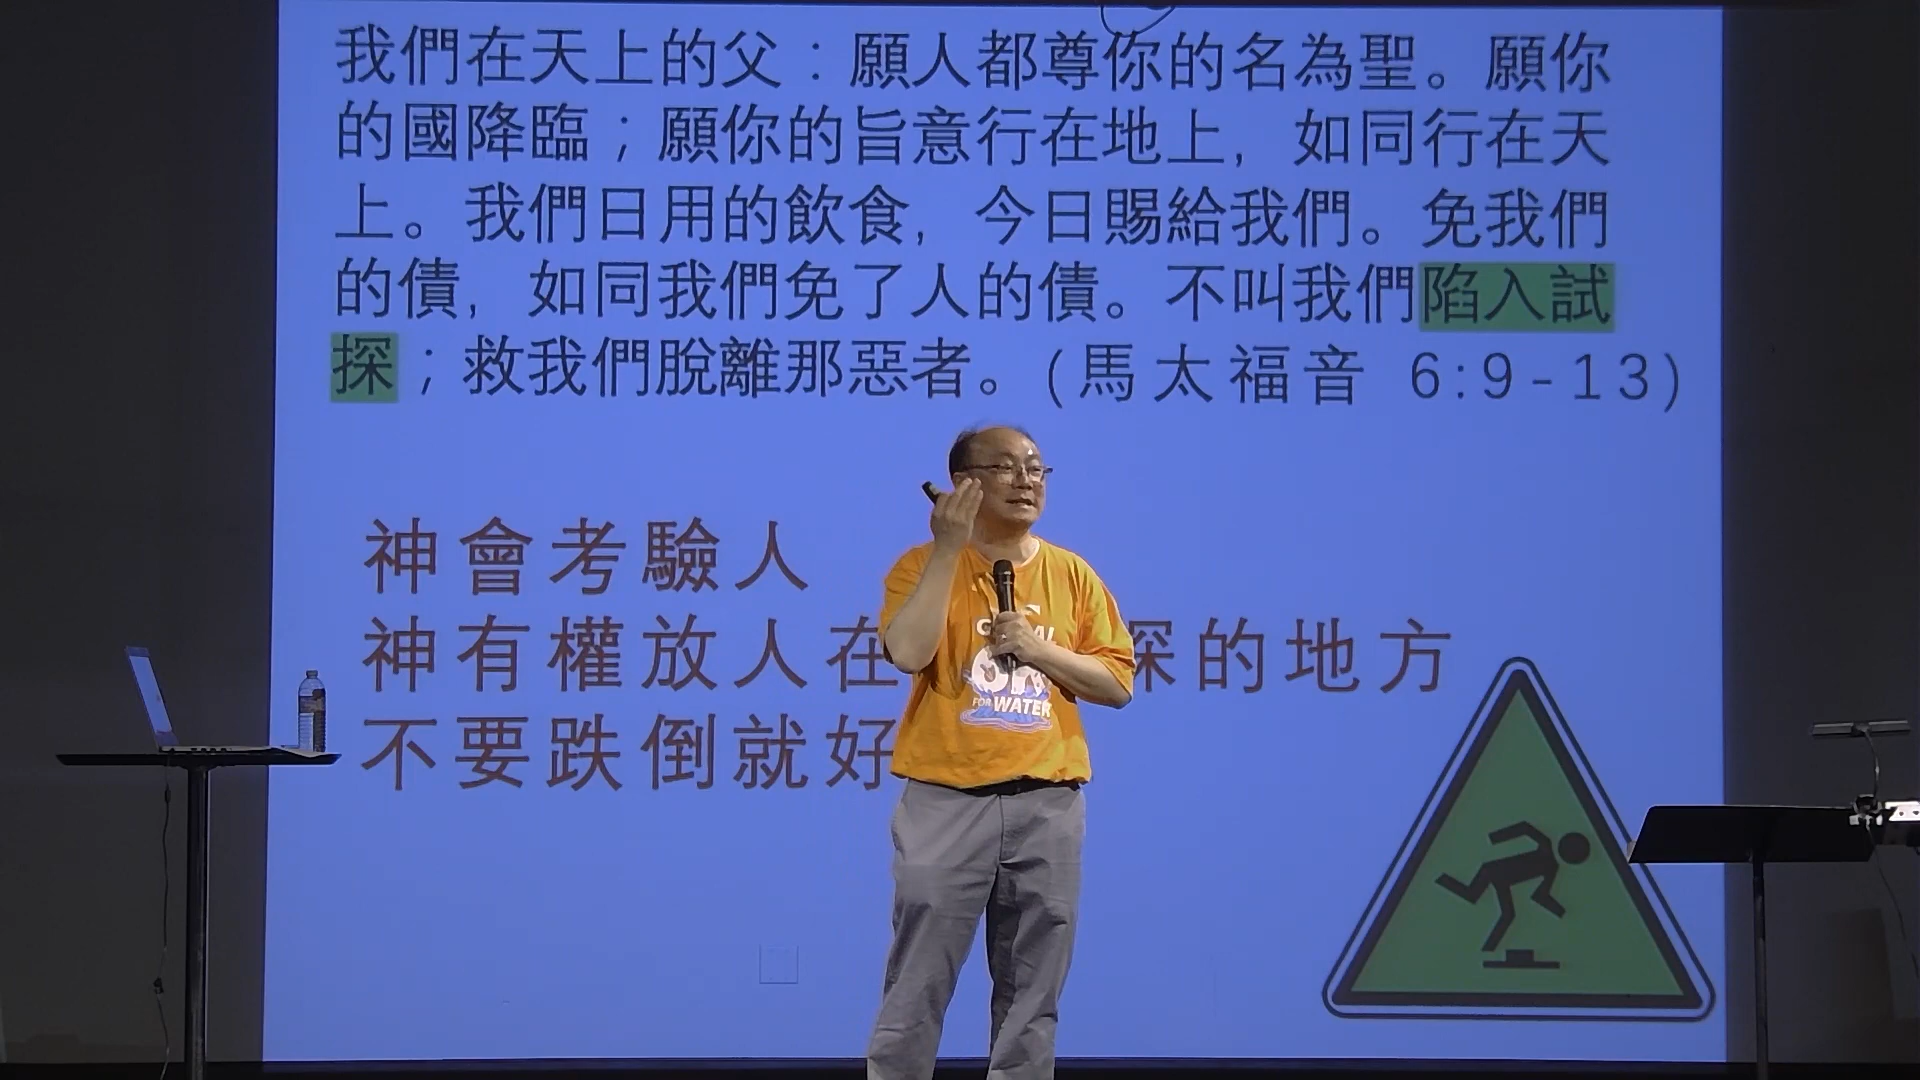 我們在天上的父：願人都尊你的名為聖。願你
的國降臨；願你的旨意行在地上，如同行在天
上。我們日用的飲食，今日賜給我們。免我們
的債，如同我們免了人的債。不叫我們陷入試
探；救我們脫離那惡者。(馬太福音 6:9-13)
神會考驗人
神有權放人在 探的地方
不要跌倒就好
6K
FOR WATER